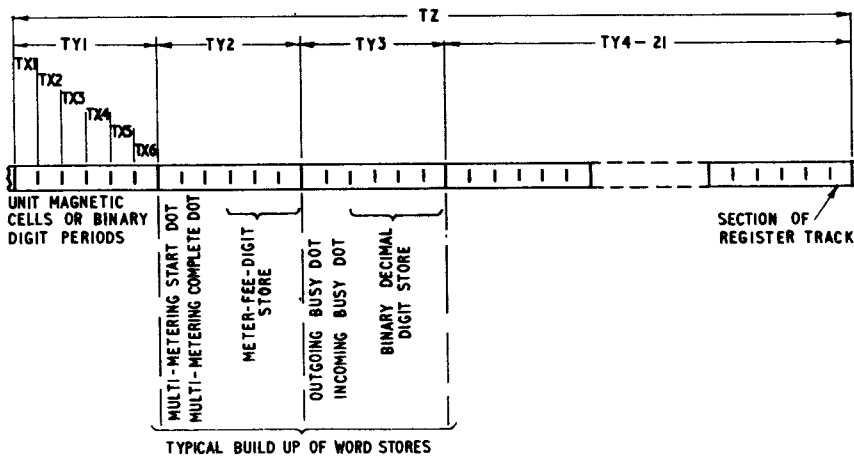 TZ
TY1 TY2 TY3 TY4-21
TX1
TX2
TX3
TX4
TX5
TX6
UNIT MAGNETIC
CELLS OR BINARY
DIGIT PERIODS
SECTION OF
REGISTER TRACK
MULTI-METERING START DOT
MULTI-METERING COMPLETE DOT
METER-FEE-DIGIT
STORE
OUTGOING BUSY DOT
INCOMING BUSY DOT
BINARY DECIMAL
DIGIT STORE
TYPICAL BUILD UP OF WORD STORES